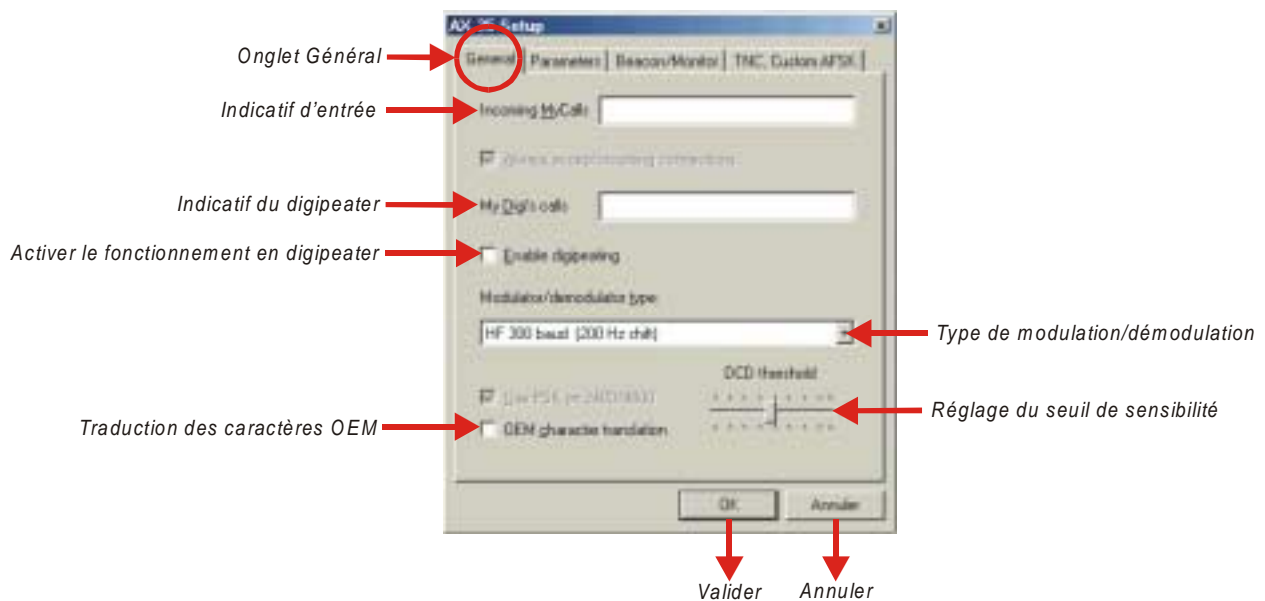 AX-25 Setup
Onglet Général
General Parameters Beacon/Monitor TNC, Custom AFSK
Indicatif d'entrée
Incoming MyCalls
Indicatif du digipeater
My Digi's calls
Activer le fonctionnement en digipeater
Enable digipeating
Modulator/demodulator type
HF 300 baud (200 Hz shift)
Type de modulation/démodulation
DCD threshold
Réglage du seuil de sensibilité
Traduction des caractères OEM
OEM character translation
OK
Annuler
Valider
Annuler